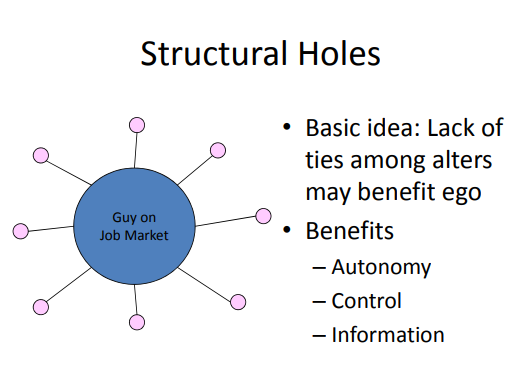 Structural Holes
Guy on
Job Market
• Basic idea: Lack of
ties among alters
may benefit ego
• Benefits
– Autonomy
– Control
– Information